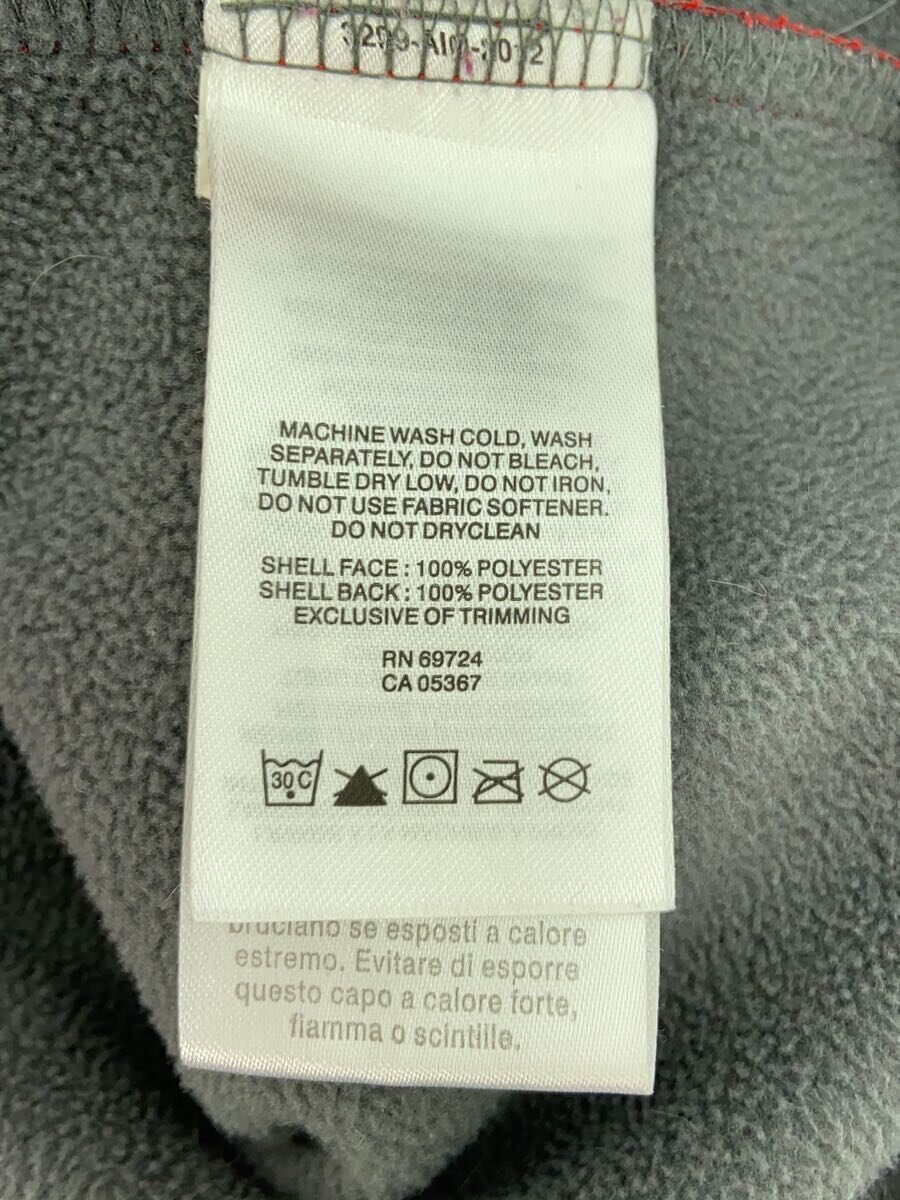 MACHINE WASH COLD, WASH
SEPARATELY, DO NOT BLEACH,
TUMBLE DRY LOW, DO NOT IRON,
DO NOT USE FABRIC SOFTENER.
DO NOT DRYCLEAN
SHELL FACE : 100% POLYESTER
SHELL BACK : 100% POLYESTER
EXCLUSIVE OF TRIMMING
RN 69724
CA 05367
30 C
bruciano se esposti a calore
estremo. Evitare di esporre
questo capo a calore forte,
fiamma o scintille.